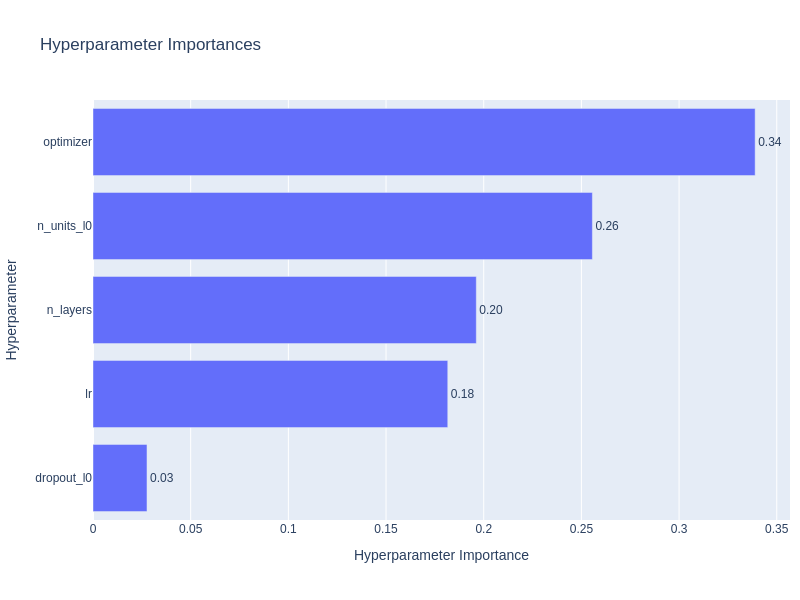 Hyperparameter Importances
Hyperparameter
optimizer
0.34
n_units_l0
0.26
n_layers
0.20
lr
0.18
dropout_l0
0.03
0
0.05
0.1
0.15
0.2
0.25
0.3
0.35
Hyperparameter Importance